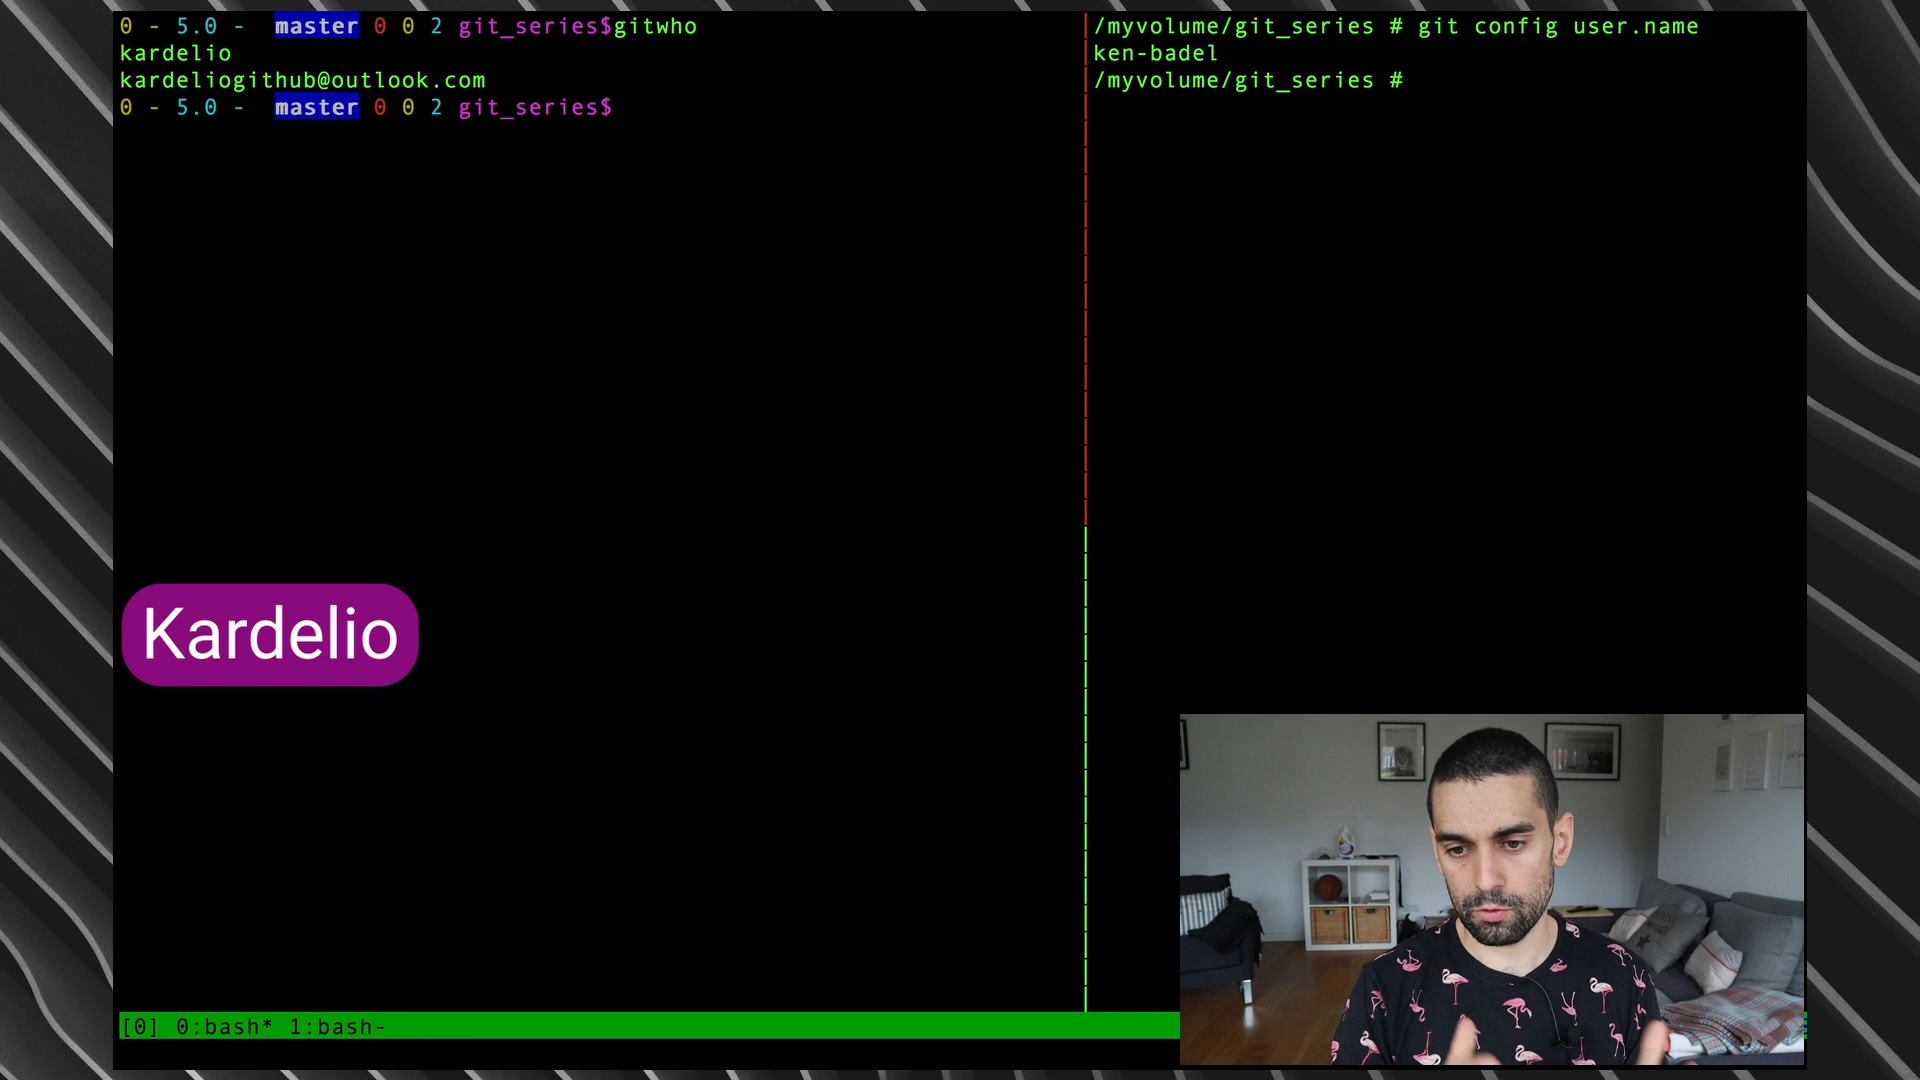 0 - 5.0 - master 0 0 2 git_series$gitwho
kardelio
kardeliogithub@outlook.com
0 - 5.0 - master 0 0 2 git_series$
/myvolume/git_series # git config user.name
ken-badel
/myvolume/git_series #
Kardelio
[0] 0:bash* 1:bash-